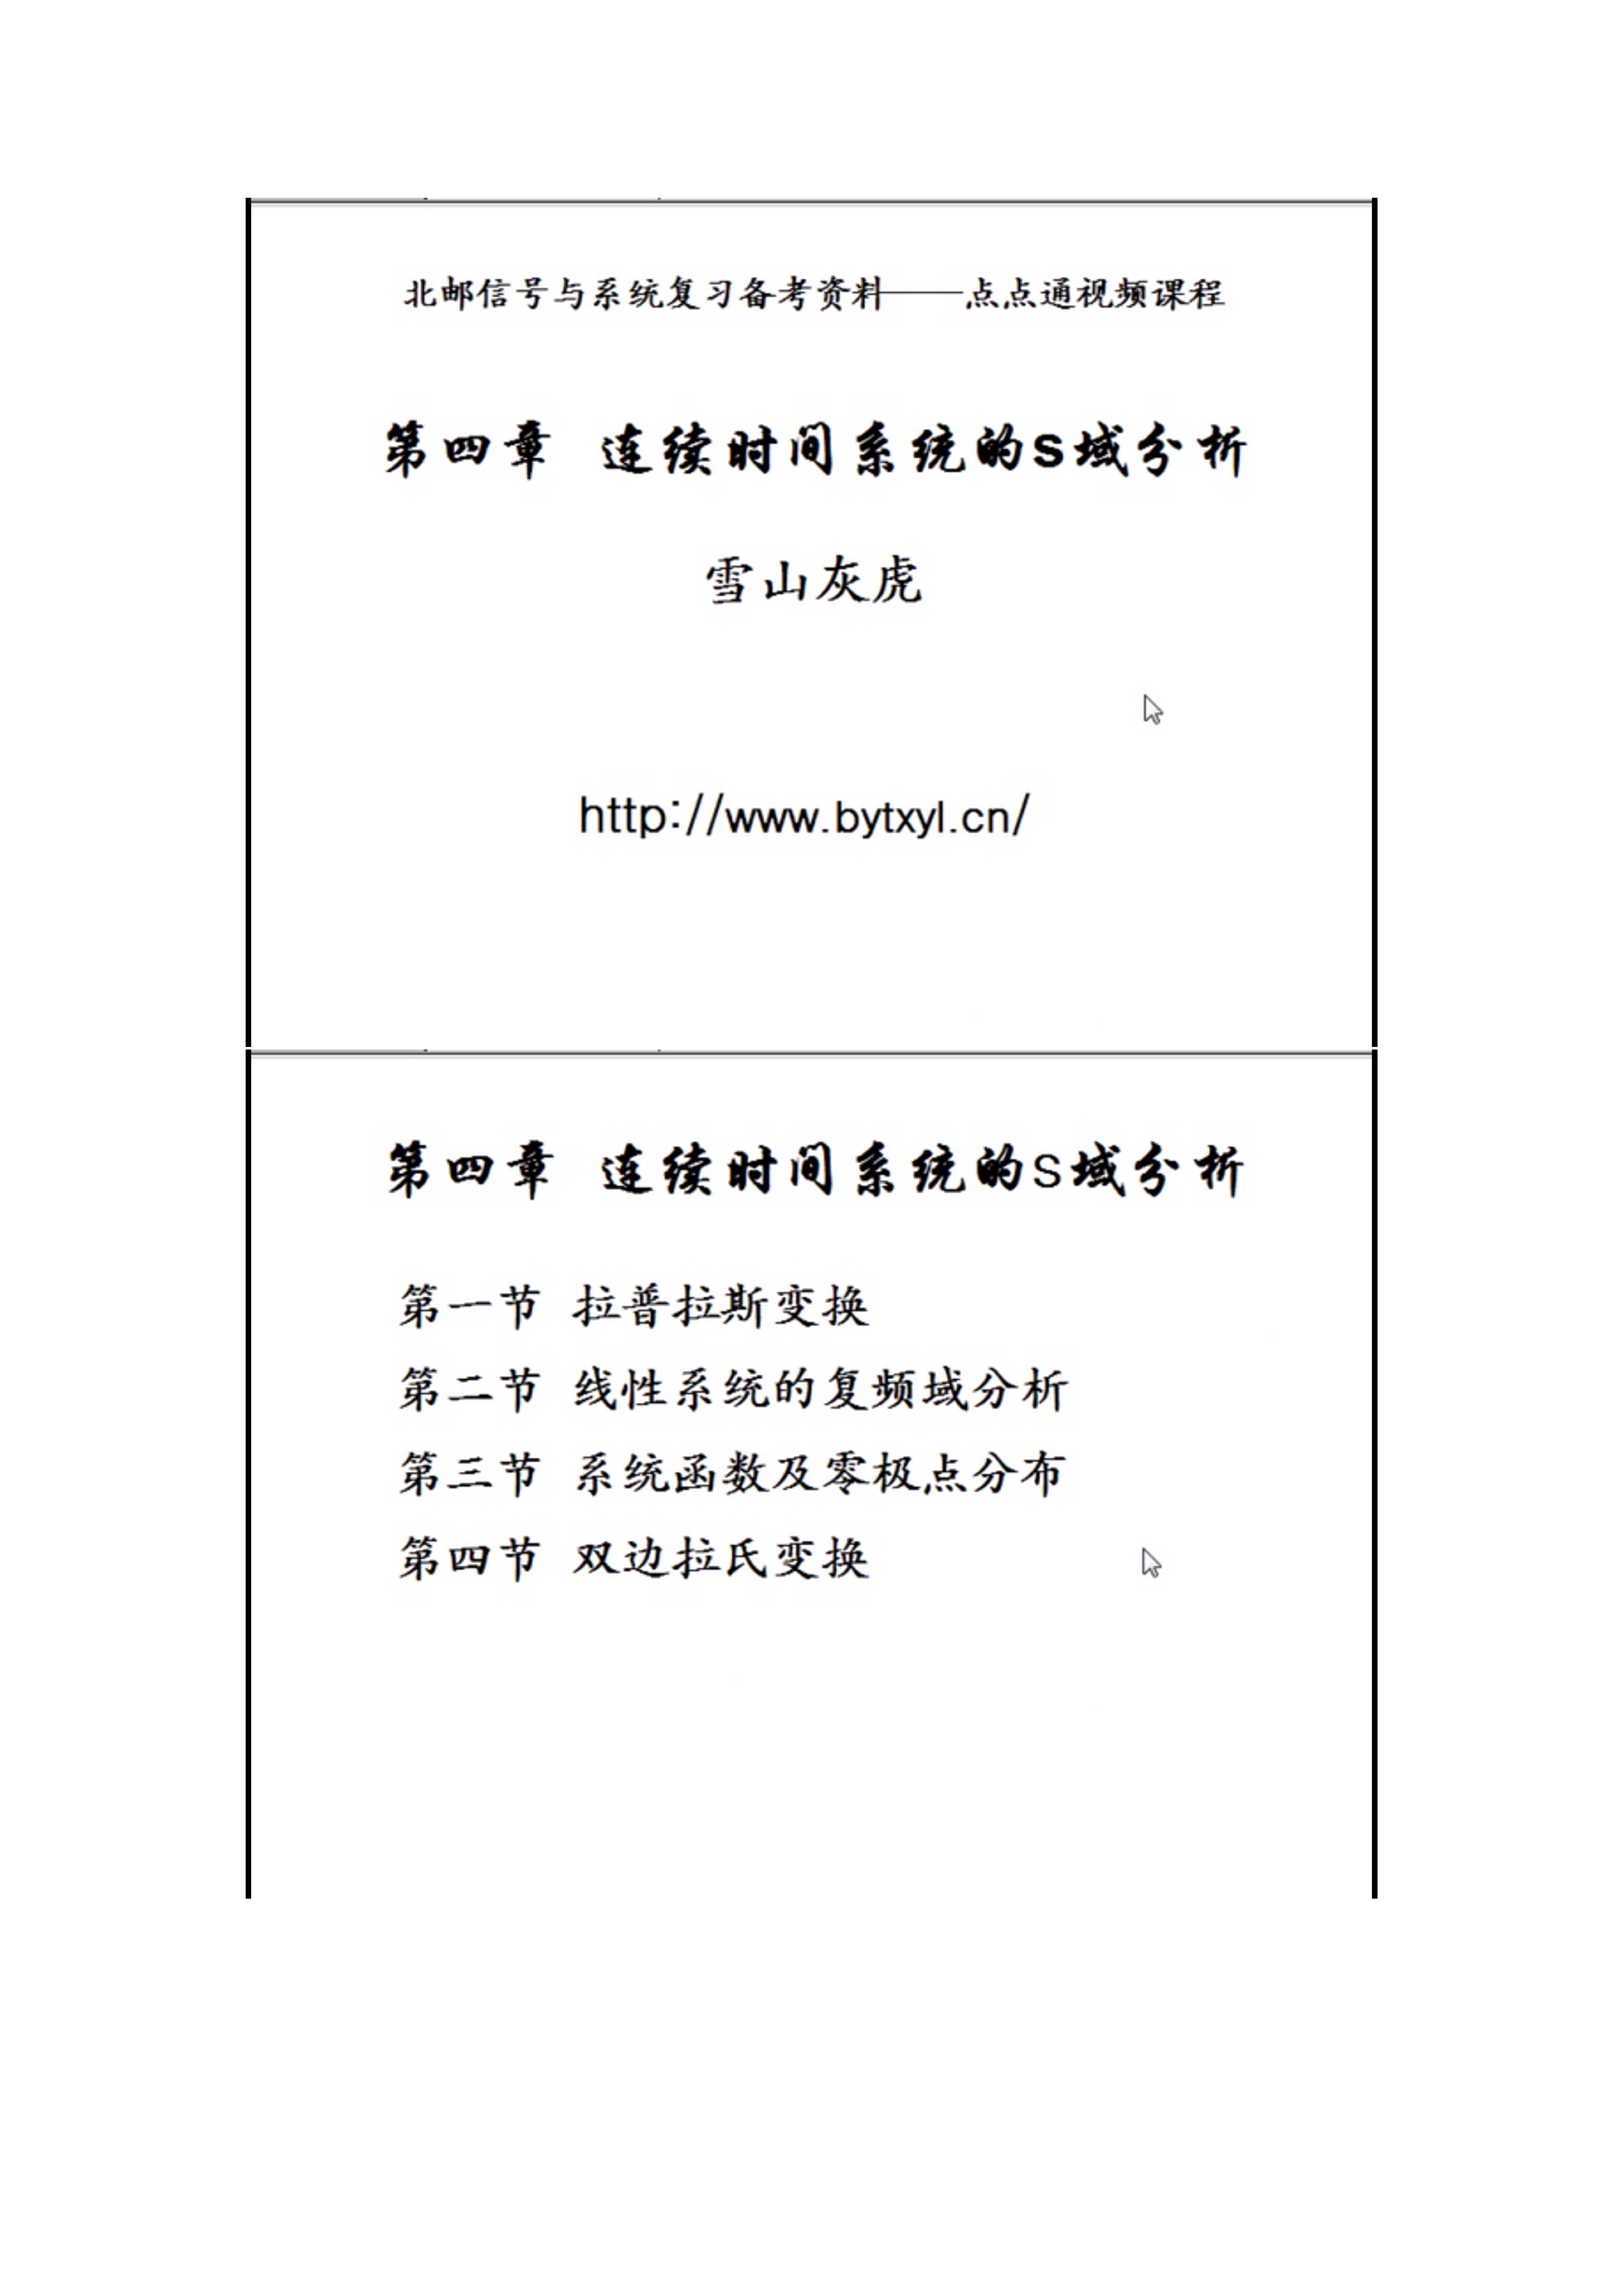 北邮信号与系统复习备考资料——点点通视频课程
第四章 连续时间系统的S域分析
雪山灰虎
http://www.bytxyl.cn/
第四章 连续时间系统的S域分析
第一节 拉普拉斯变换
第二节 线性系统的复频域分析
第三节 系统函数及零极点分布
第四节 双边拉氏变换